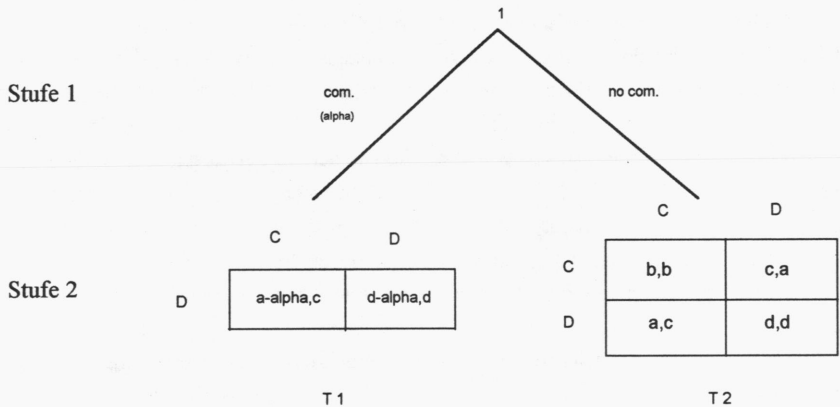 1
Stufe 1
com. no com.
(alpha)
C D
C D
C b,b c,a
Stufe 2
D a-alpha,c d-alpha,d
D a,c d,d
T 1 T 2